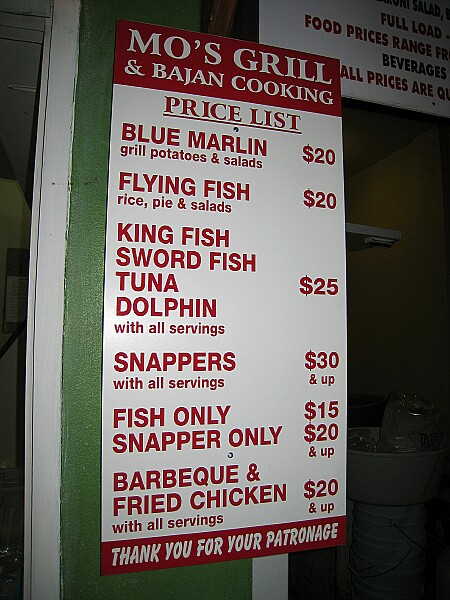 MO'S GRILL
& BAJAN COOKING
PRICE LIST
BLUE MARLIN
grill potatoes & salads
$20
FLYING FISH
rice, pie & salads
$20
KING FISH
SWORD FISH
TUNA
$25
DOLPHIN
with all servings
SNAPPERS
$30
with all servings
& up
FISH ONLY
$15
SNAPPER ONLY
$20
& up
BARBEQUE &
FRIED CHICKEN
$20
with all servings
& up
THANK YOU FOR YOUR PATRONAGE
SALAD,
FULL LOAD -
FOOD PRICES RANGE
BEVERAGES
ALL PRICES ARE